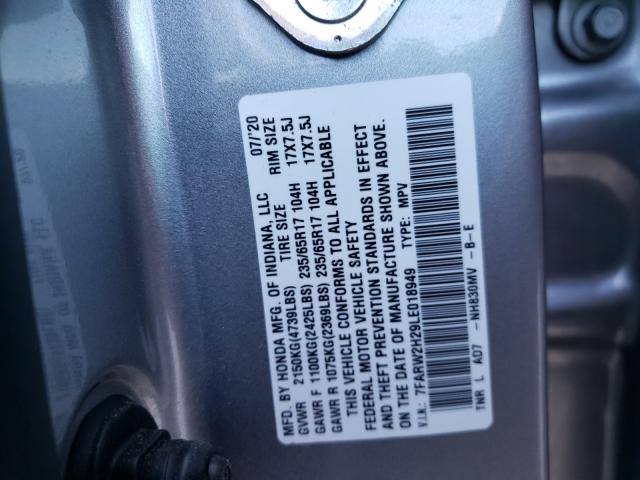 MFD. BY HONDA MFG. OF INDIANA, LLC 07/'20
TIRE SIZE RIM SIZE
GVWR 2150KG(4739LBS)
GAWR F 1100KG(2425LBS) 235/65R17 104H 17X7.5J
GAWR R 1075KG(2369LBS) 235/65R17 104H 17X7.5J
THIS VEHICLE CONFORMS TO ALL APPLICABLE
FEDERAL MOTOR VEHICLE SAFETY
AND THEFT PREVENTION STANDARDS IN EFFECT
ON THE DATE OF MANUFACTURE SHOWN ABOVE.
V.I.N.: 7FARW2H29LE018949 TYPE: MPV
TNR L A07 -NH830MV -B-E